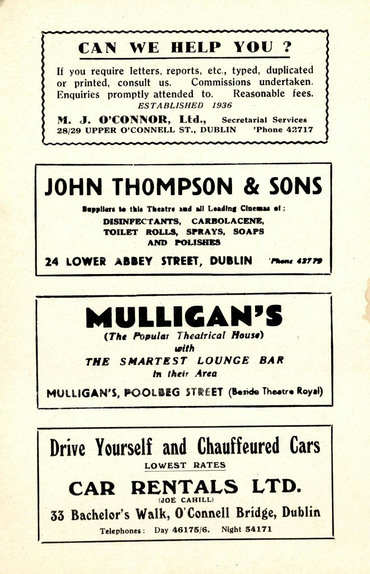 CAN WE HELP YOU ?
If you require letters, reports, etc., typed, duplicated
or printed, consult us. Commissions undertaken.
Enquiries promptly attended to. Reasonable fees.
ESTABLISHED 1936
M. J. O'CONNOR, Ltd., Secretarial Services
28/29 UPPER O'CONNELL ST., DUBLIN 'Phone 42717
JOHN THOMPSON & SONS
Suppliers to this Theatre and all Leading Cinemas of :
DISINFECTANTS, CARBOLACENE,
TOILET ROLLS, SPRAYS, SOAPS
AND POLISHES
24 LOWER ABBEY STREET, DUBLIN 'Phone 42779
MULLIGAN'S
(The Popular Theatrical House)
with
THE SMARTEST LOUNGE BAR
in their Area
MULLIGAN'S, POOLBEG STREET (Beside Theatre Royal)
Drive Yourself and Chauffeured Cars
LOWEST RATES
CAR RENTALS LTD.
(JOE CAHILL)
33 Bachelor's Walk, O'Connell Bridge, Dublin
Telephones: Day 46175/6. Night 54171